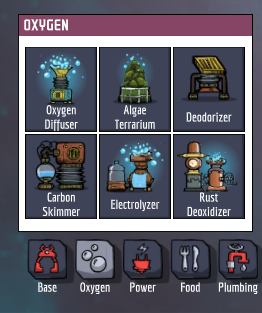 OXYGEN
Oxygen
Diffuser
Algae
Terrarium
Deodorizer
Carbon
Skimmer
Electrolyzer
Rust
Deoxidizer
Base
Oxygen
Power
Food
Plumbing